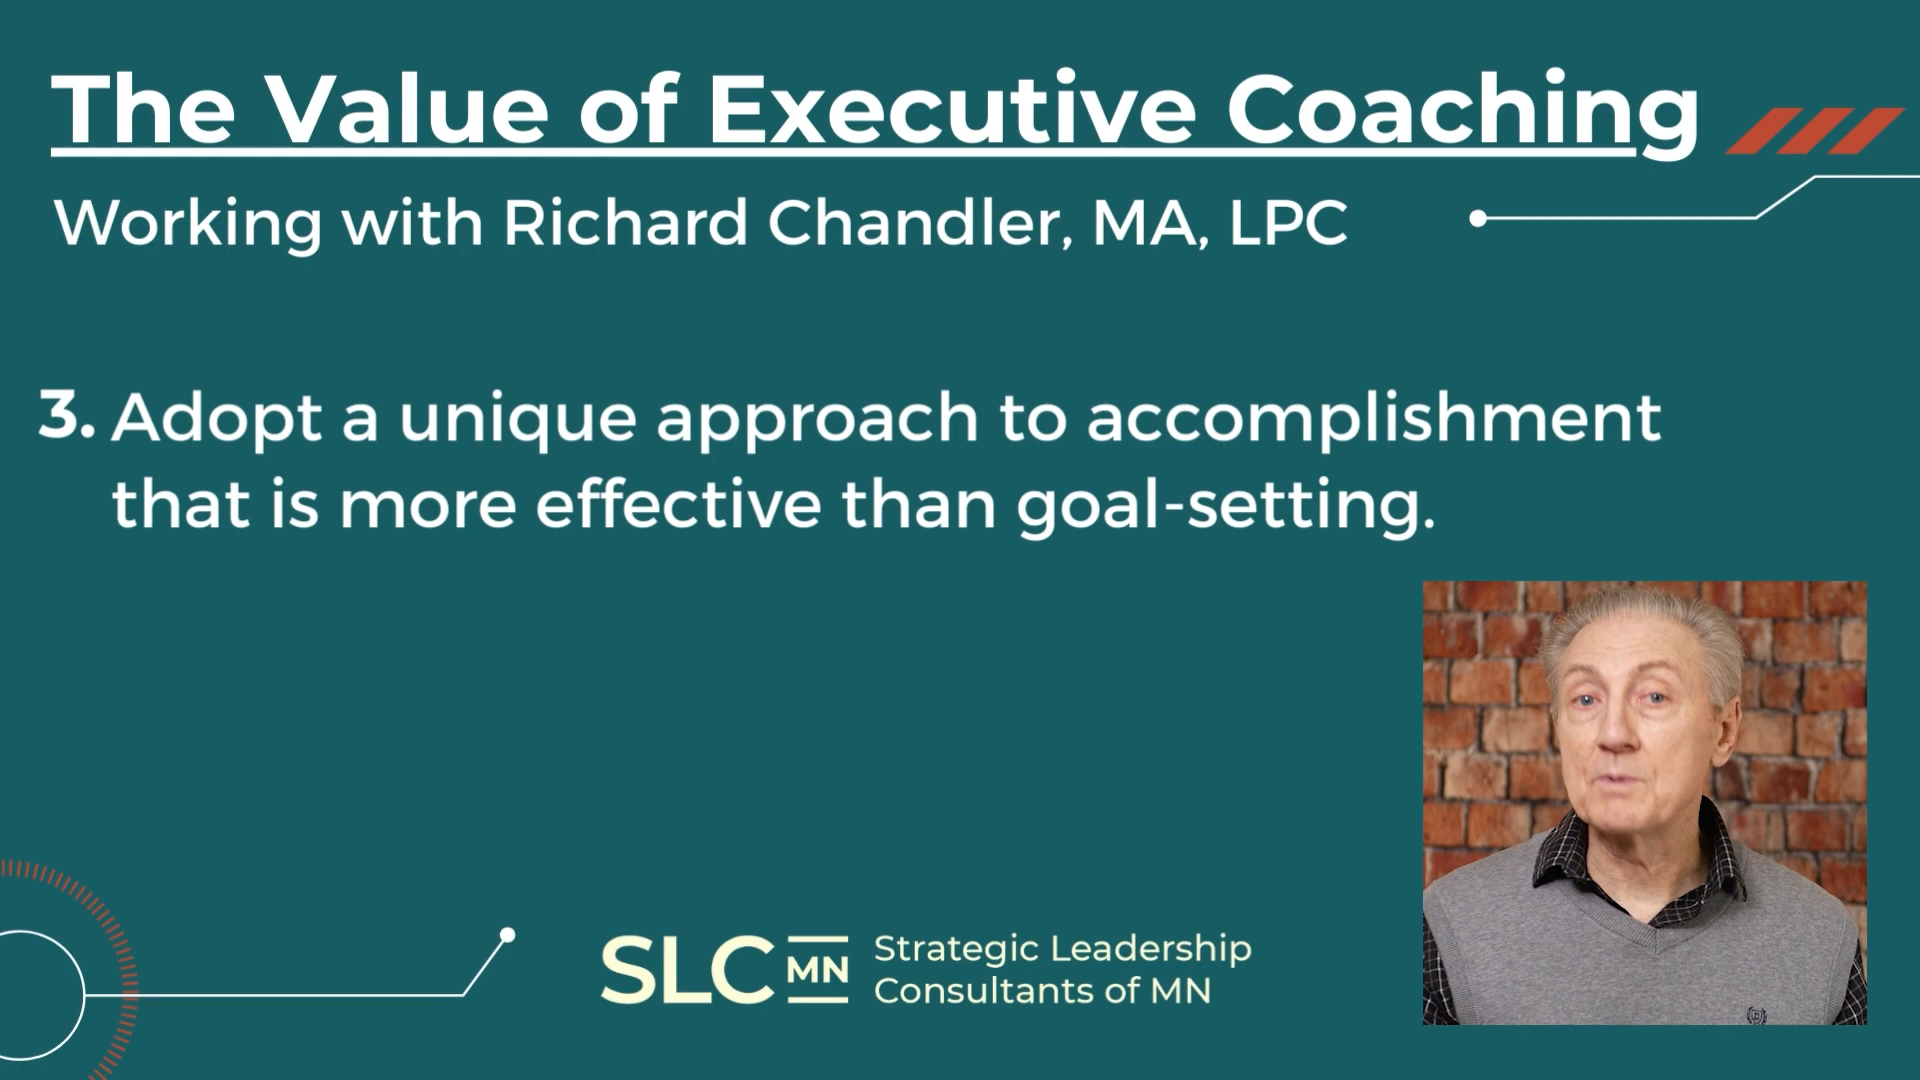 The Value of Executive Coaching
Working with Richard Chandler, MA, LPC
3. Adopt a unique approach to accomplishment
that is more effective than goal-setting.
SLC MN
Strategic Leadership
Consultants of MN